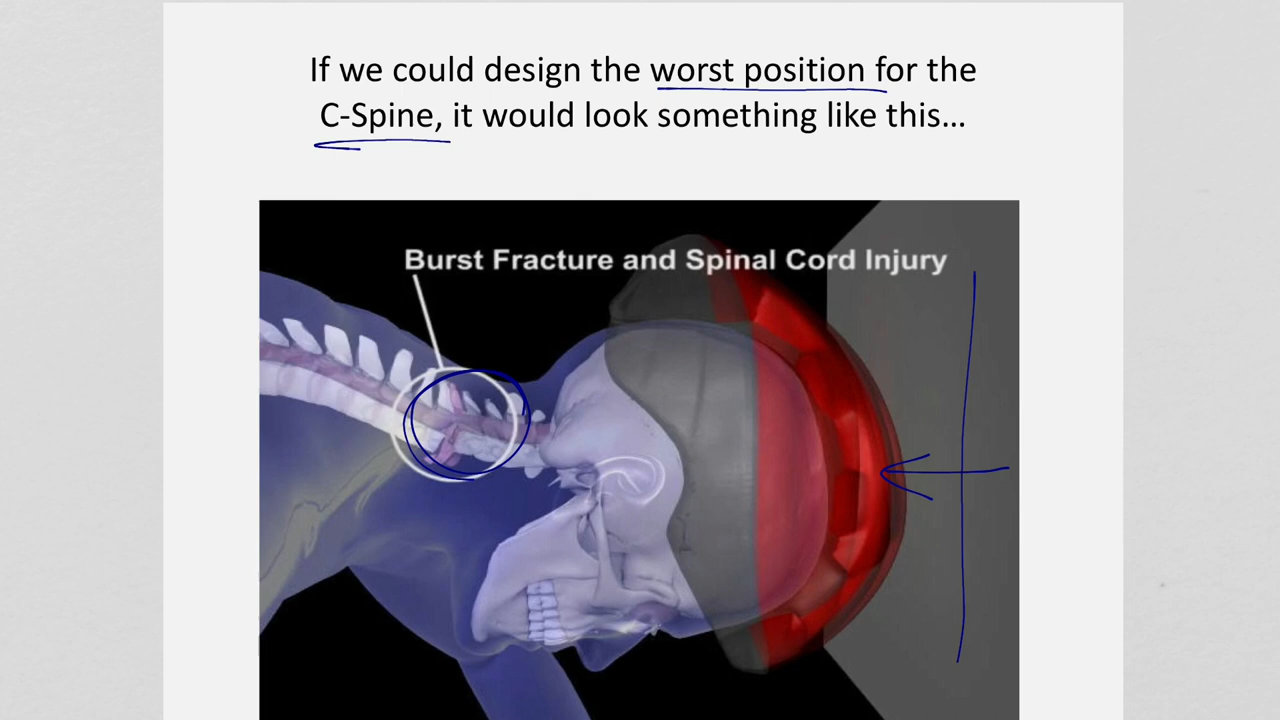 If we could design the worst position for the
C-Spine, it would look something like this…
Burst Fracture and Spinal Cord Injury